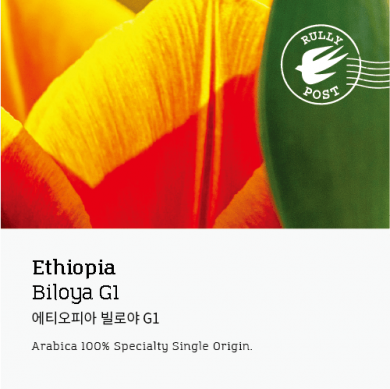 RULLY
POST
Ethiopia
Biloya G1
에티오피아 빌로야 G1
Arabica 100% Specialty Single Origin.